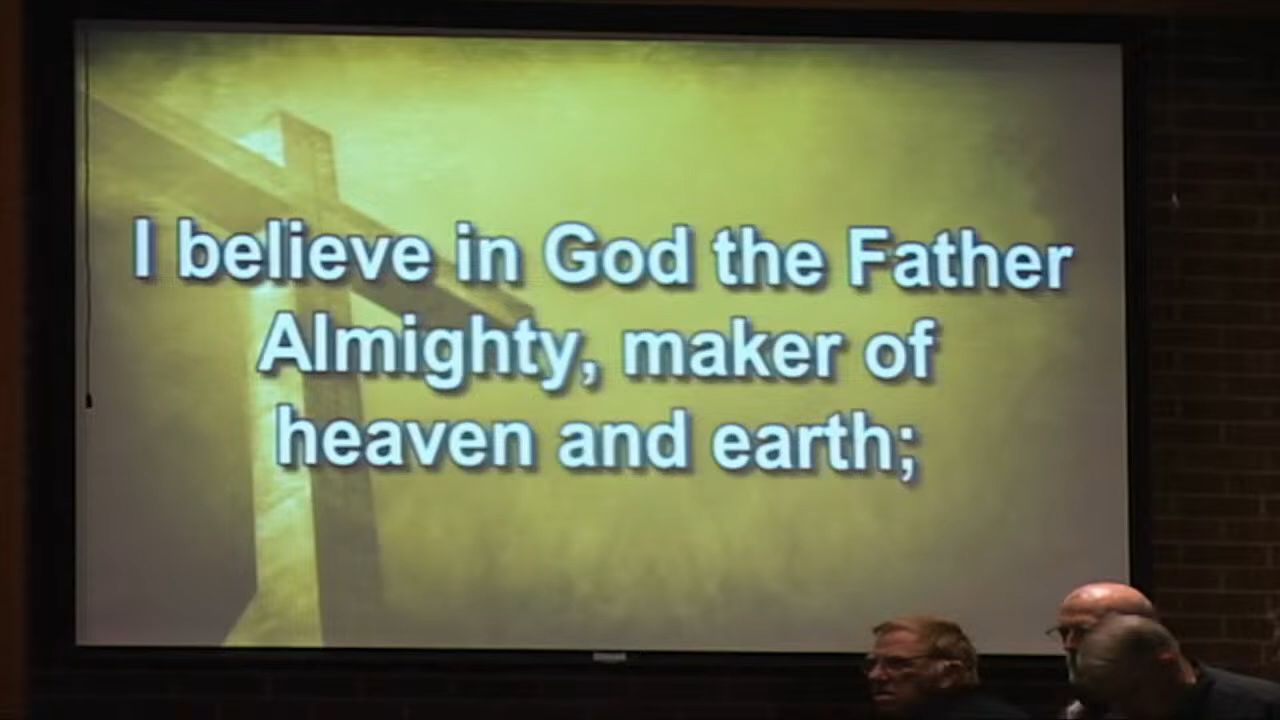 I believe in God the Father
Almighty, maker of
heaven and earth;